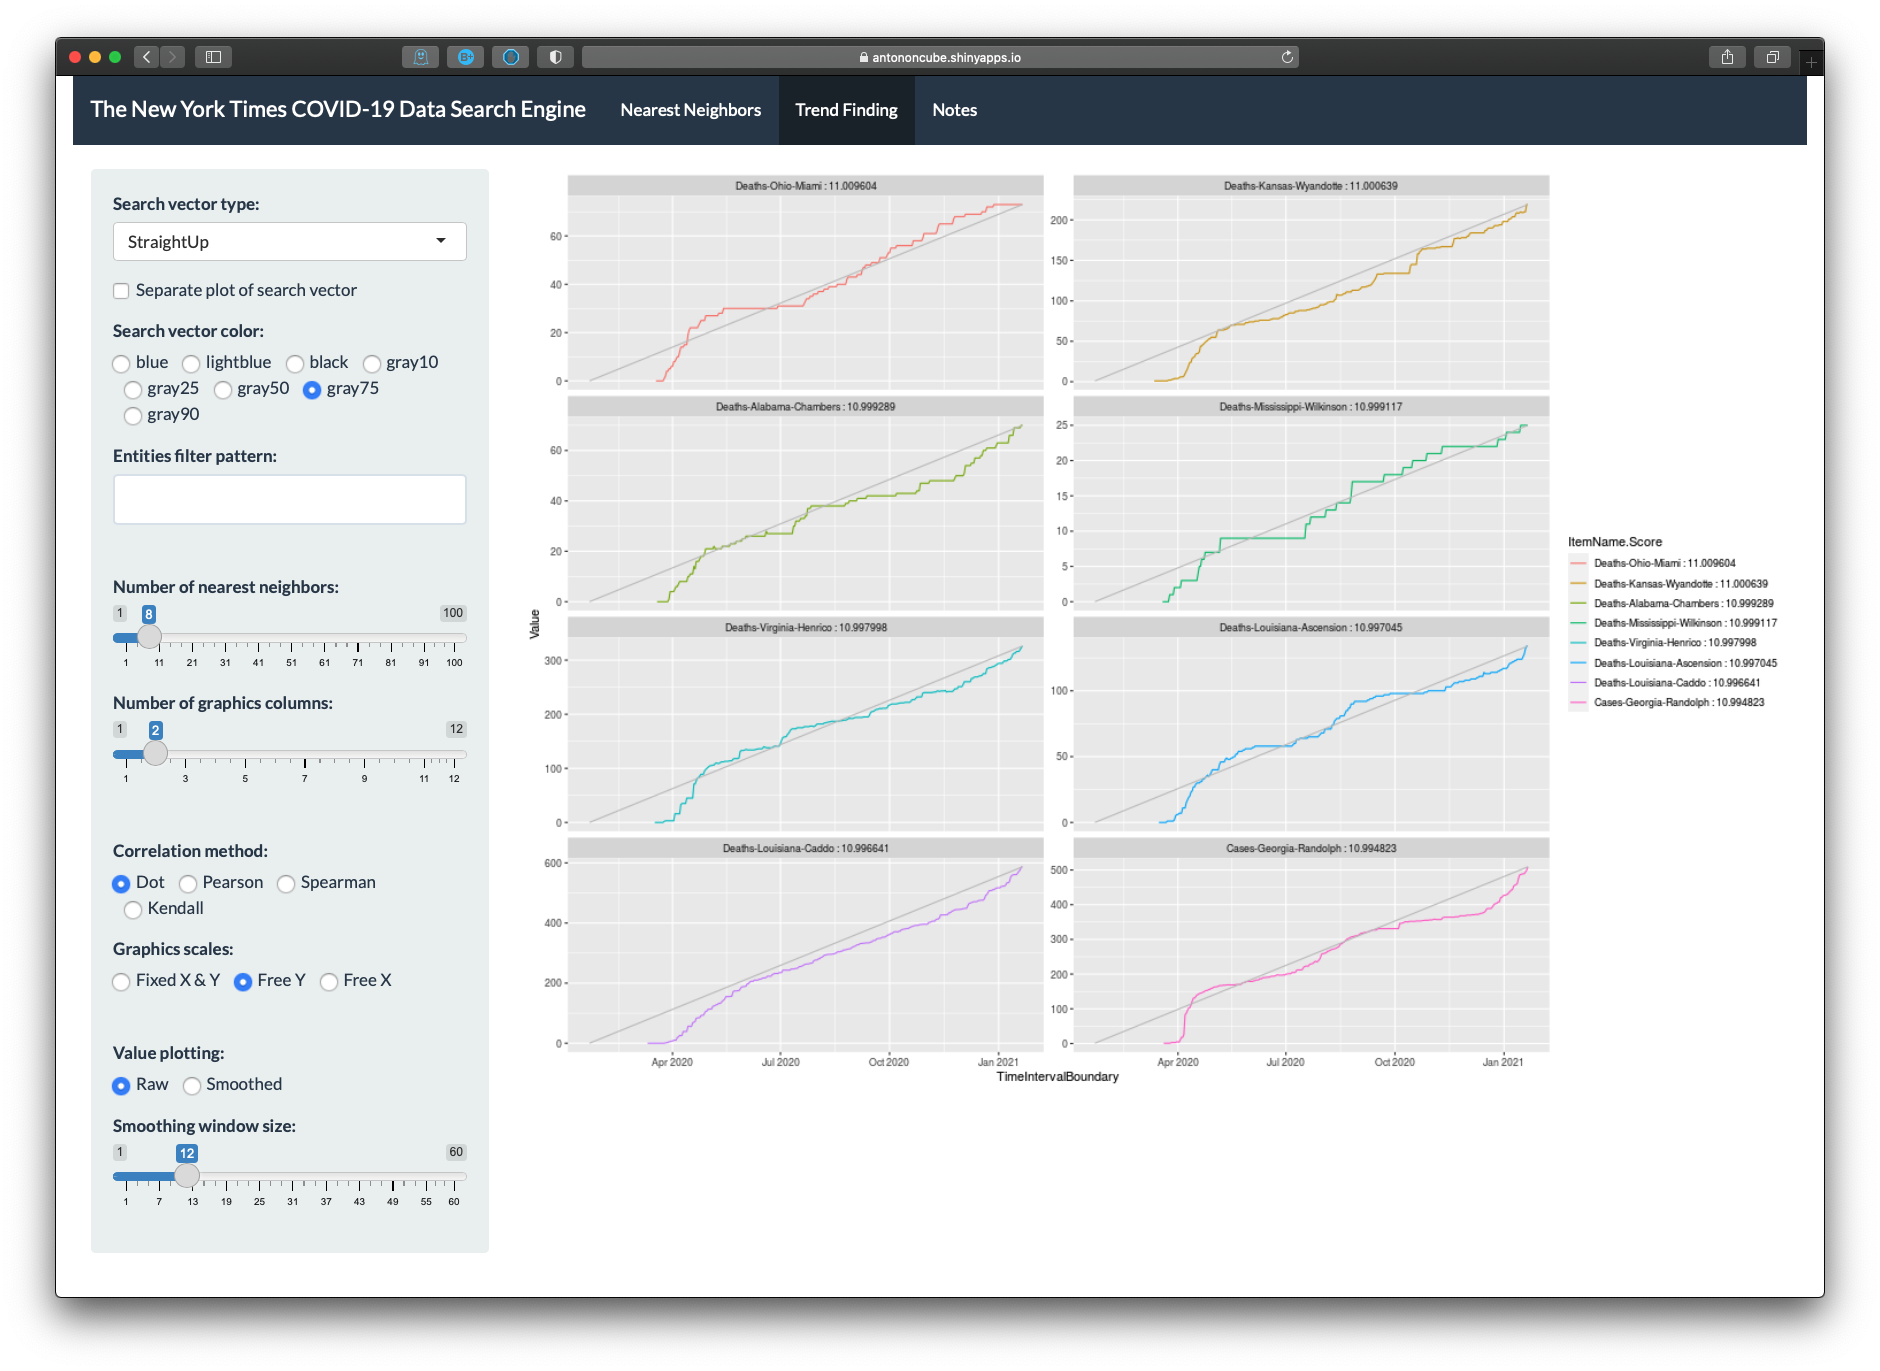 antononcube.shinyapps.io
The New York Times COVID-19 Data Search Engine Nearest Neighbors Trend Finding Notes
Search vector type:
StraightUp
Separate plot of search vector
Search vector color:
blue lightblue black gray10
gray25 gray50 gray75
gray90
Entities filter pattern:
Number of nearest neighbors:
1 8 100
1 11 21 31 41 51 61 71 81 91 100
Number of graphics columns:
1 2 12
1 3 5 7 9 11 12
Correlation method:
Dot Pearson Spearman
Kendall
Graphics scales:
Fixed X & Y Free Y Free X
Value plotting:
Raw Smoothed
Smoothing window size:
1 12 60
1 7 13 19 25 31 37 43 49 55 60
Value
Deaths-Ohio-Miami : 11.009604
60
40
20
0
Deaths-Kansas-Wyandotte : 11.000639
200
150
100
50
0
Deaths-Alabama-Chambers : 10.999289
60
40
20
0
Deaths-Mississippi-Wilkinson : 10.999117
25
20
15
10
5
0
Deaths-Virginia-Henrico : 10.997998
300
200
100
0
Deaths-Louisiana-Ascension : 10.997045
100
50
0
Deaths-Louisiana-Caddo : 10.996641
600
400
200
0
Cases-Georgia-Randolph : 10.994823
500
400
300
200
100
0
Apr 2020 Jul 2020 Oct 2020 Jan 2021 Apr 2020 Jul 2020 Oct 2020 Jan 2021
TimeIntervalBoundary
ItemName.Score
Deaths-Ohio-Miami : 11.009604
Deaths-Kansas-Wyandotte : 11.000639
Deaths-Alabama-Chambers : 10.999289
Deaths-Mississippi-Wilkinson : 10.999117
Deaths-Virginia-Henrico : 10.997998
Deaths-Louisiana-Ascension : 10.997045
Deaths-Louisiana-Caddo : 10.996641
Cases-Georgia-Randolph : 10.994823